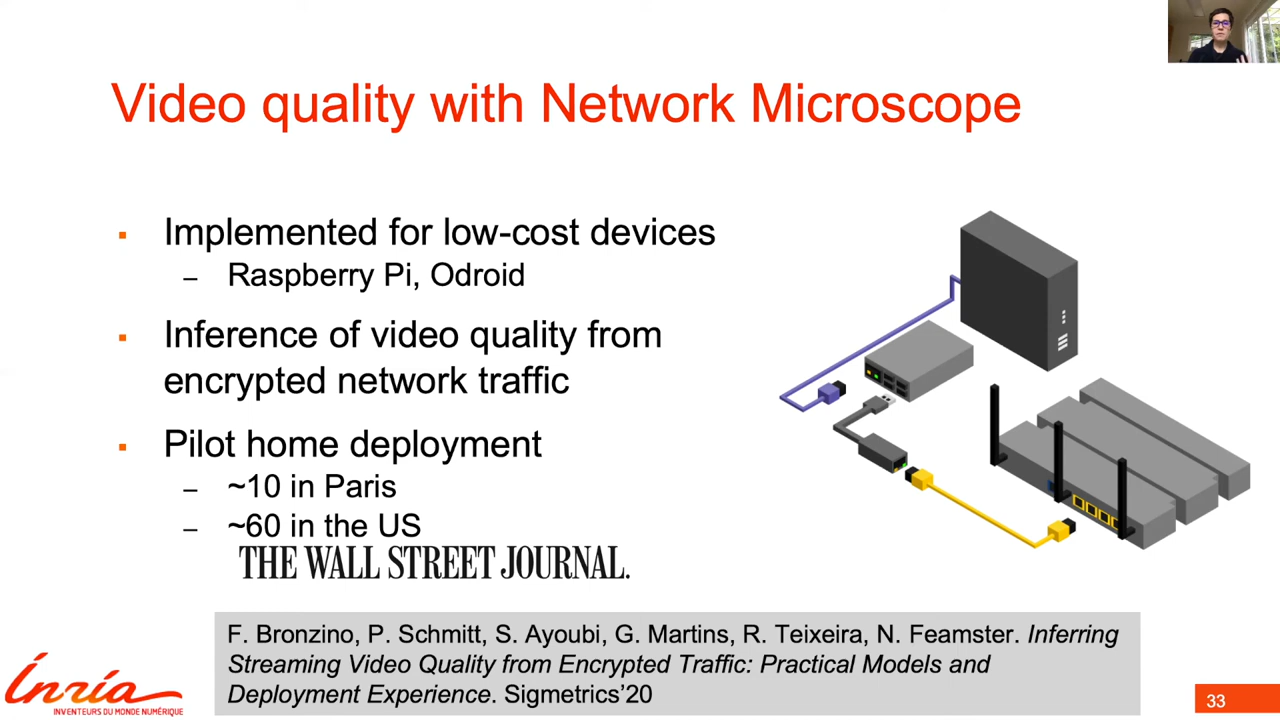 Video quality with Network Microscope
▪ Implemented for low-cost devices
– Raspberry Pi, Odroid
▪ Inference of video quality from
encrypted network traffic
▪ Pilot home deployment
– ~10 in Paris
– ~60 in the US
THE WALL STREET JOURNAL.
F. Bronzino, P. Schmitt, S. Ayoubi, G. Martins, R. Teixeira, N. Feamster. Inferring
Streaming Video Quality from Encrypted Traffic: Practical Models and
Deployment Experience. Sigmetrics’20
Inria
INVENTEURS DU MONDE NUMÉRIQUE
33